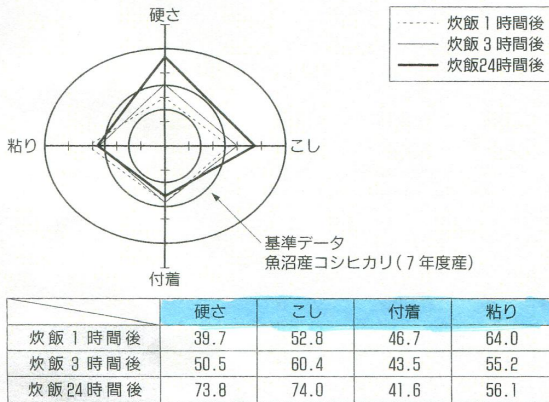 硬さ
炊飯1時間後
炊飯3時間後
炊飯24時間後
粘り
こし
基準データ
魚沼産コシヒカリ(7年度産)
付着
硬さ こし 付着 粘り
炊飯1時間後 39.7 52.8 46.7 64.0
炊飯3時間後 50.5 60.4 43.5 55.2
炊飯24時間後 73.8 74.0 41.6 56.1